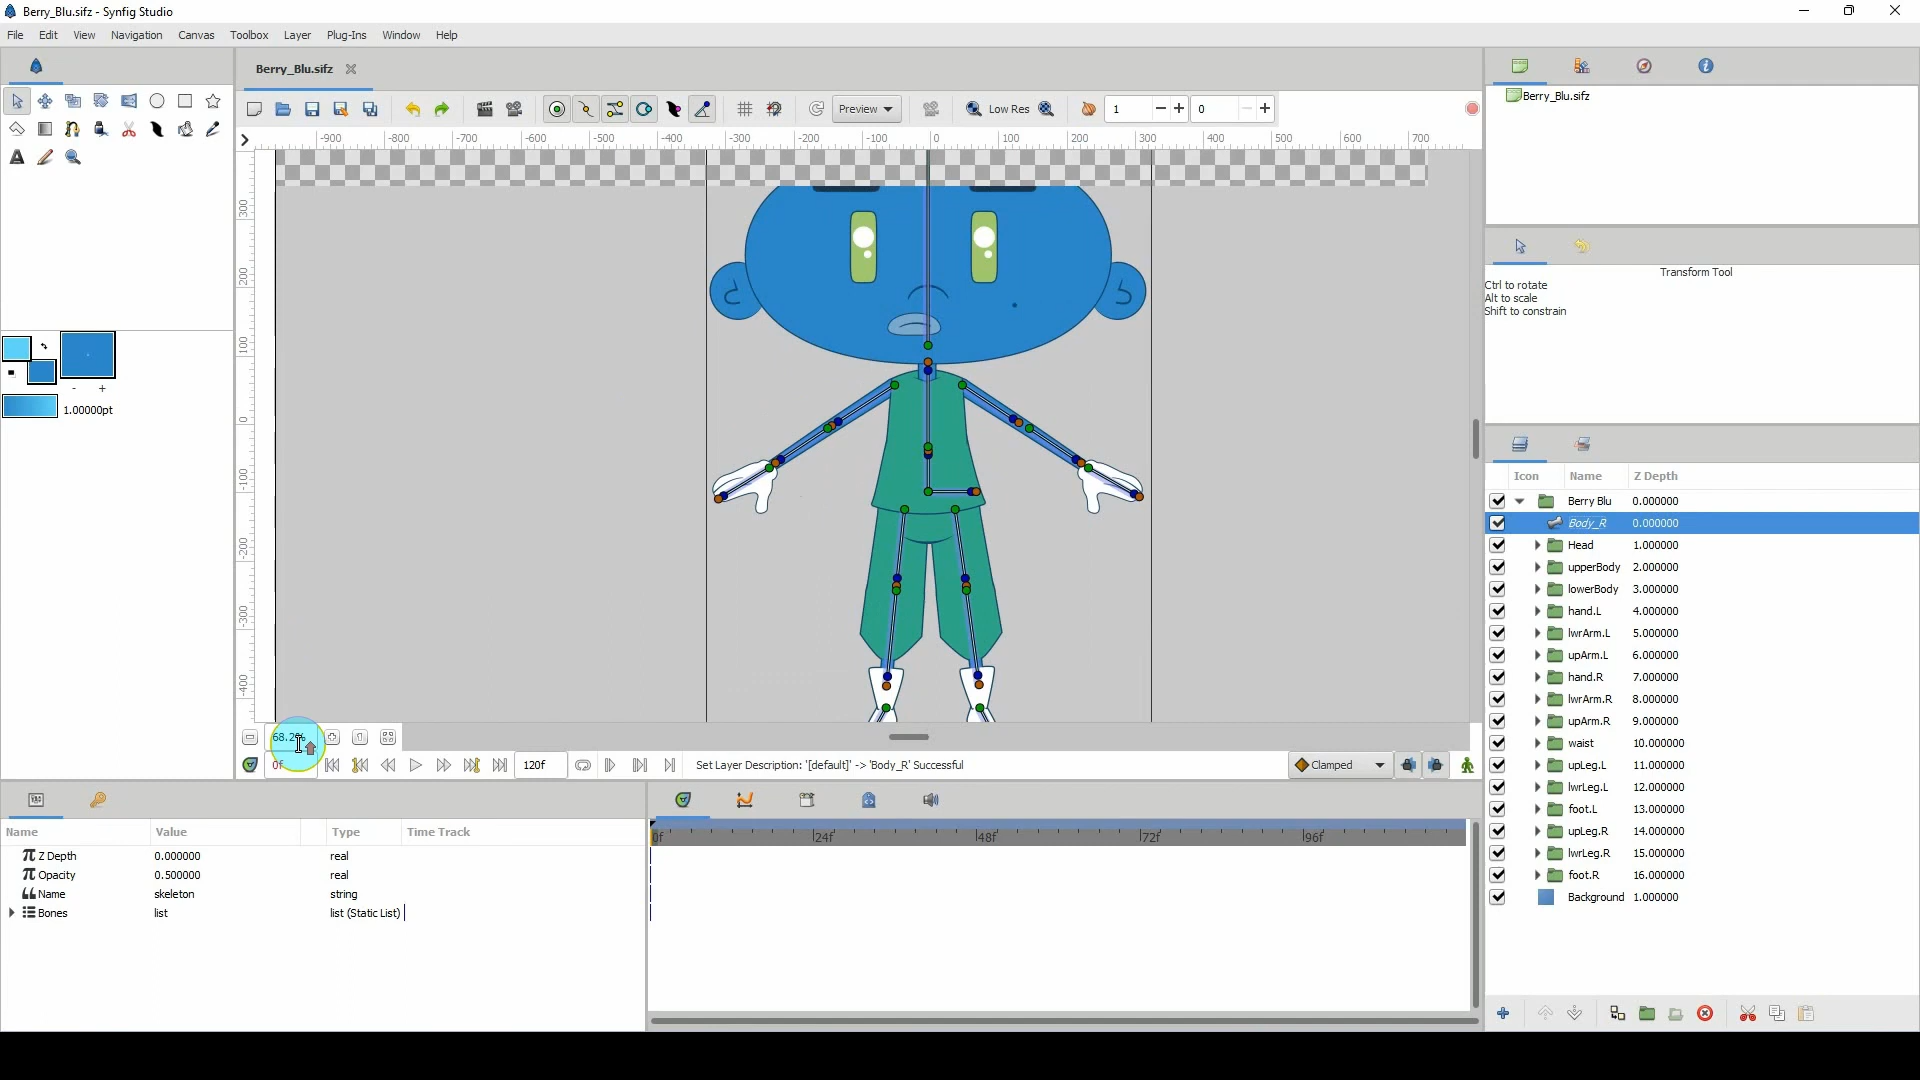 Berry_Blu.sifz - Synfig Studio
File Edit View Navigation Canvas Toolbox Layer Plug-Ins Window Help
Berry_Blu.sifz
Preview
Low Res
1
0
-900 -800 -700 -600 -500 -400 -300 -200 -100 0 100 200 300 400 500 600 700
300
200
100
0
-100
-200
-300
-400
- +
1.00000pt
68.2%
0f
120f
Set Layer Description: '[default]' -> 'Body_R' Successful
Clamped
Name Value Type Time Track
Z Depth 0.000000 real
Opacity 0.500000 real
Name skeleton string
Bones list list (Static List)
0f 24f 48f 72f 96f
Berry_Blu.sifz
Transform Tool
Ctrl to rotate
Alt to scale
Shift to constrain
Icon Name Z Depth
Berry Blu 0.000000
Body_R 0.000000
Head 1.000000
upperBody 2.000000
lowerBody 3.000000
hand.L 4.000000
lwrArm.L 5.000000
upArm.L 6.000000
hand.R 7.000000
lwrArm.R 8.000000
upArm.R 9.000000
waist 10.000000
upLeg.L 11.000000
lwrLeg.L 12.000000
foot.L 13.000000
upLeg.R 14.000000
lwrLeg.R 15.000000
foot.R 16.000000
Background 1.000000